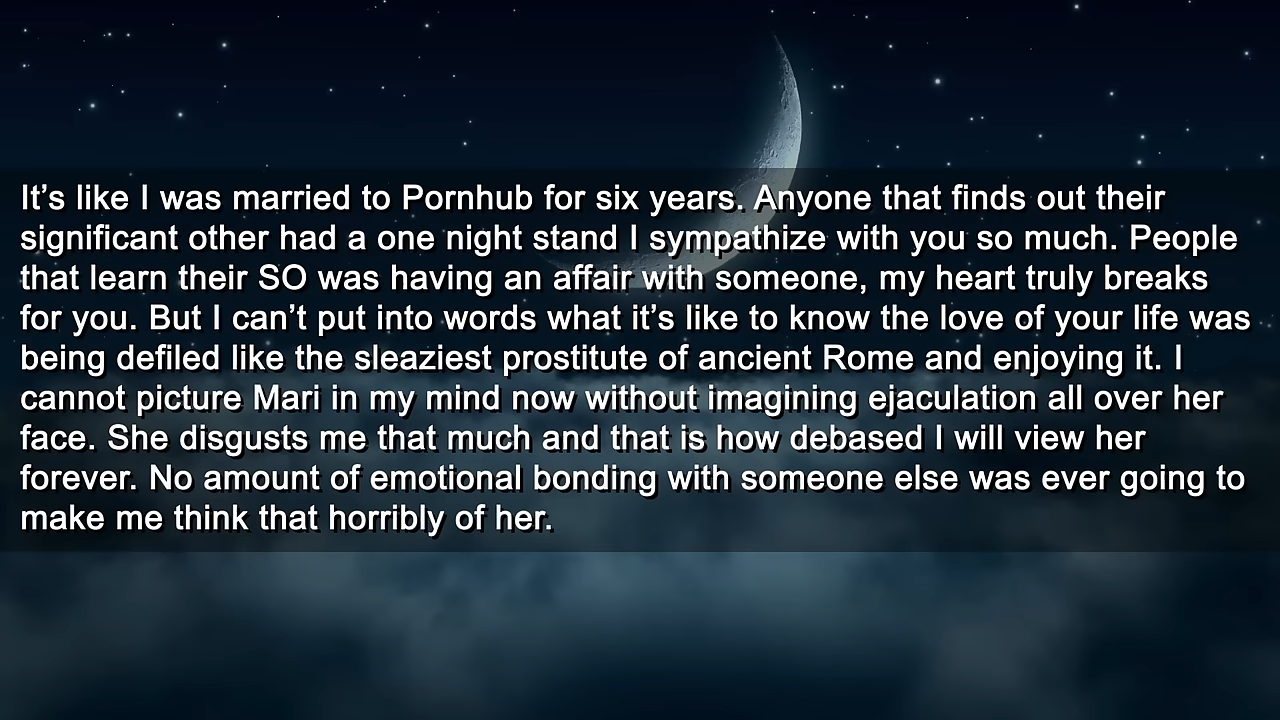 It’s like I was married to Pornhub for six years. Anyone that finds out their
significant other had a one night stand I sympathize with you so much. People
that learn their SO was having an affair with someone, my heart truly breaks
for you. But I can’t put into words what it’s like to know the love of your life was
being defiled like the sleaziest prostitute of ancient Rome and enjoying it. I
cannot picture Mari in my mind now without imagining ejaculation all over her
face. She disgusts me that much and that is how debased I will view her
forever. No amount of emotional bonding with someone else was ever going to
make me think that horribly of her.